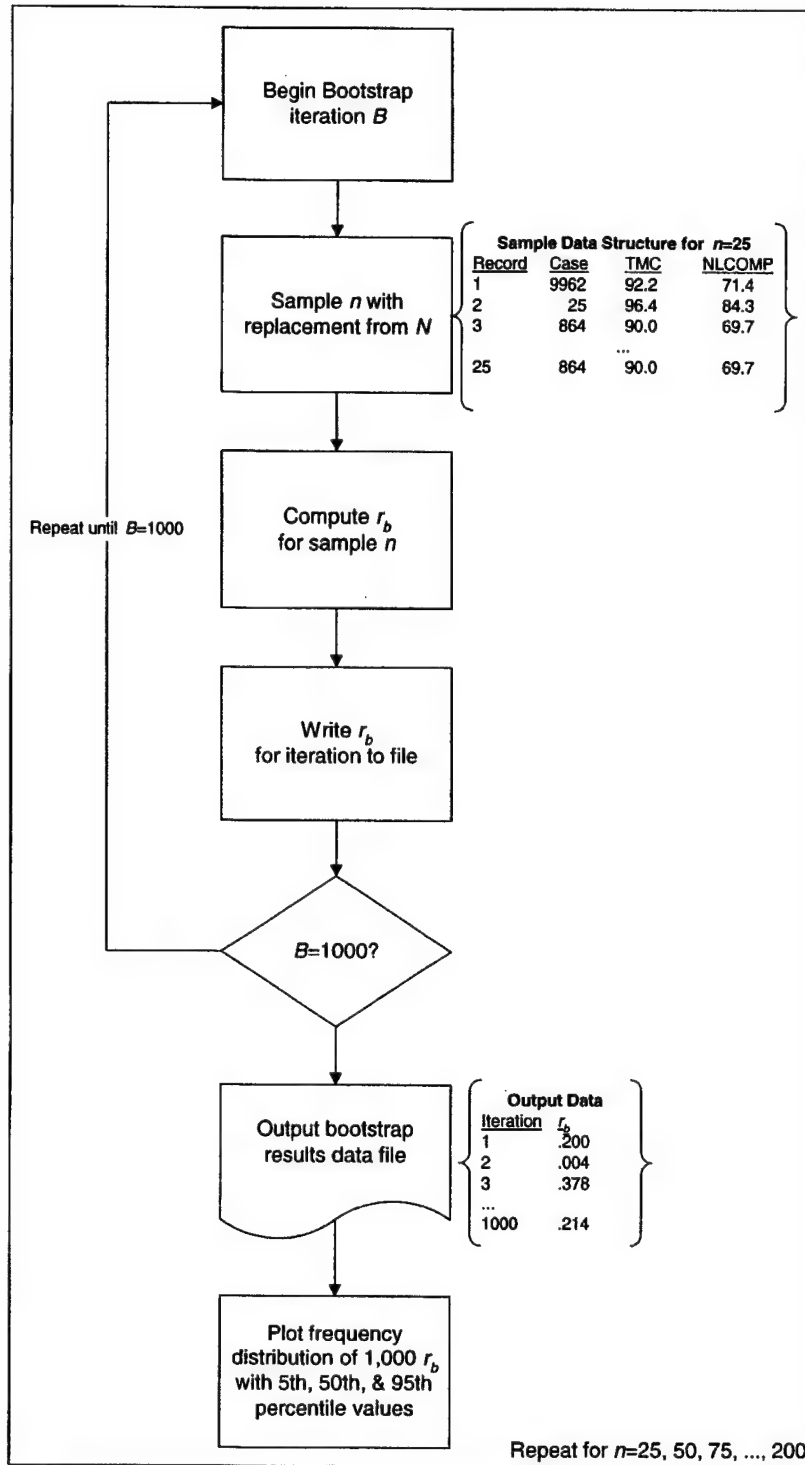 Begin Bootstrap
iteration B
Sample n with
replacement from N
Sample Data Structure for n=25
Record Case TMC NLCOMP
1 9962 92.2 71.4
2 25 96.4 84.3
3 864 90.0 69.7
...
25 864 90.0 69.7
Compute r_b
for sample n
Repeat until B=1000
Write r_b
for iteration to file
B=1000?
Output bootstrap
results data file
Output Data
Iteration r_b
1 .200
2 .004
3 .378
...
1000 .214
Plot frequency
distribution of 1,000 r_b
with 5th, 50th, & 95th
percentile values
Repeat for n=25, 50, 75, ..., 200